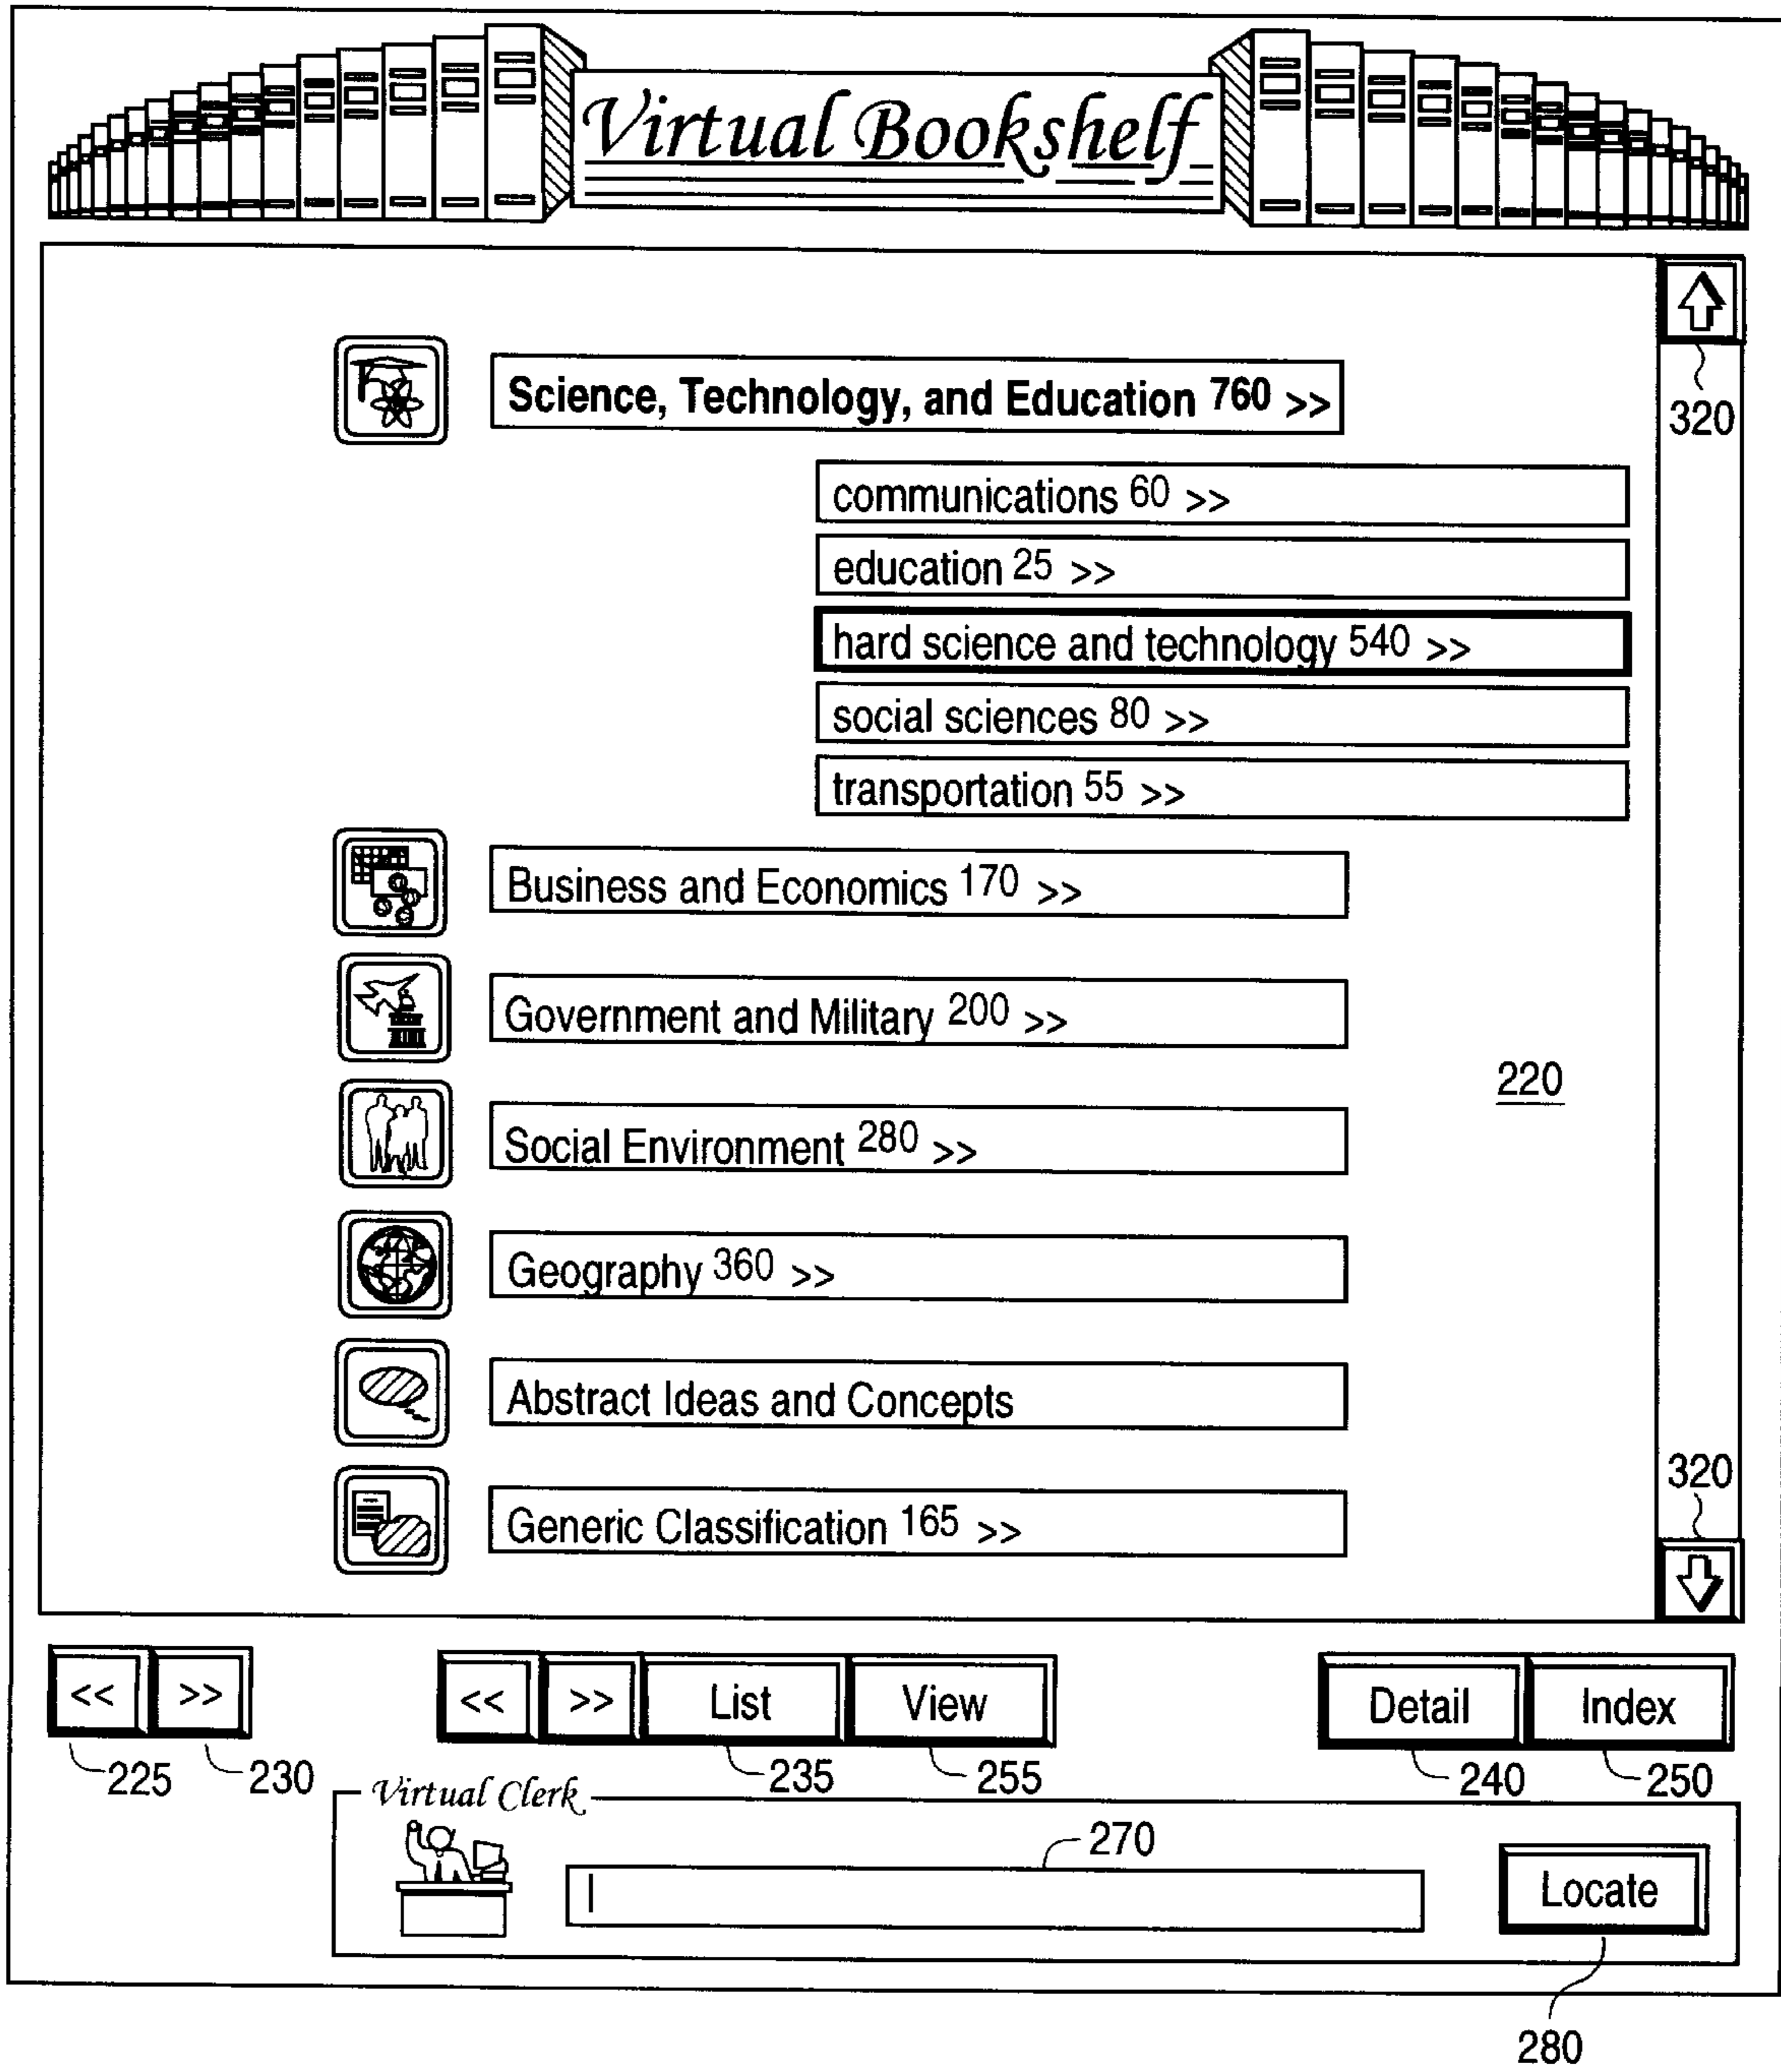 Virtual Bookshelf
Science, Technology, and Education 760 >>
320
communications 60 >>
education 25 >>
hard science and technology 540 >>
social sciences 80 >>
transportation 55 >>
Business and Economics 170 >>
Government and Military 200 >>
220
Social Environment 280 >>
Geography 360 >>
Abstract Ideas and Concepts
320
Generic Classification 165 >>
<< >> << >> List View Detail Index
225 230 235 255 240 250
Virtual Clerk
270
Locate
280